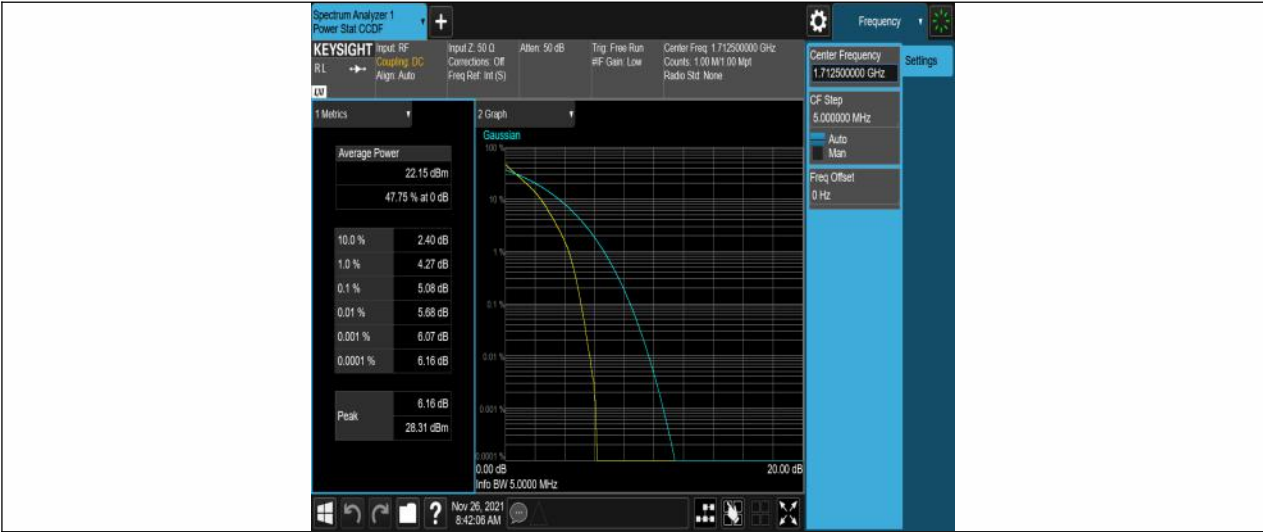 Spectrum Analyzer 1
Power Stat CCDF
+
Frequency
KEYSIGHT
RL
LV
Input: RF
Coupling: DC
Align: Auto
Input Z: 50 Ω
Corrections: Off
Freq Ref: Int (S)
Atten: 50 dB
Trig: Free Run
#IF Gain: Low
Center Freq: 1.712500000 GHz
Counts: 1.00 M/1.00 Mpt
Radio Std: None
Center Frequency
1.712500000 GHz
Settings
CF Step
5.000000 MHz
Auto
Man
Freq Offset
0 Hz
1 Metrics
Average Power
22.15 dBm
47.75 % at 0 dB
10.0 % 2.40 dB
1.0 % 4.27 dB
0.1 % 5.08 dB
0.01 % 5.68 dB
0.001 % 6.07 dB
0.0001 % 6.16 dB
Peak
6.16 dB
28.31 dBm
2 Graph
Gaussian
100 %
10 %
1 %
0.1 %
0.01 %
0.001 %
0.0001 %
0.00 dB 20.00 dB
Info BW 5.0000 MHz
?
Nov 26, 2021
8:42:06 AM